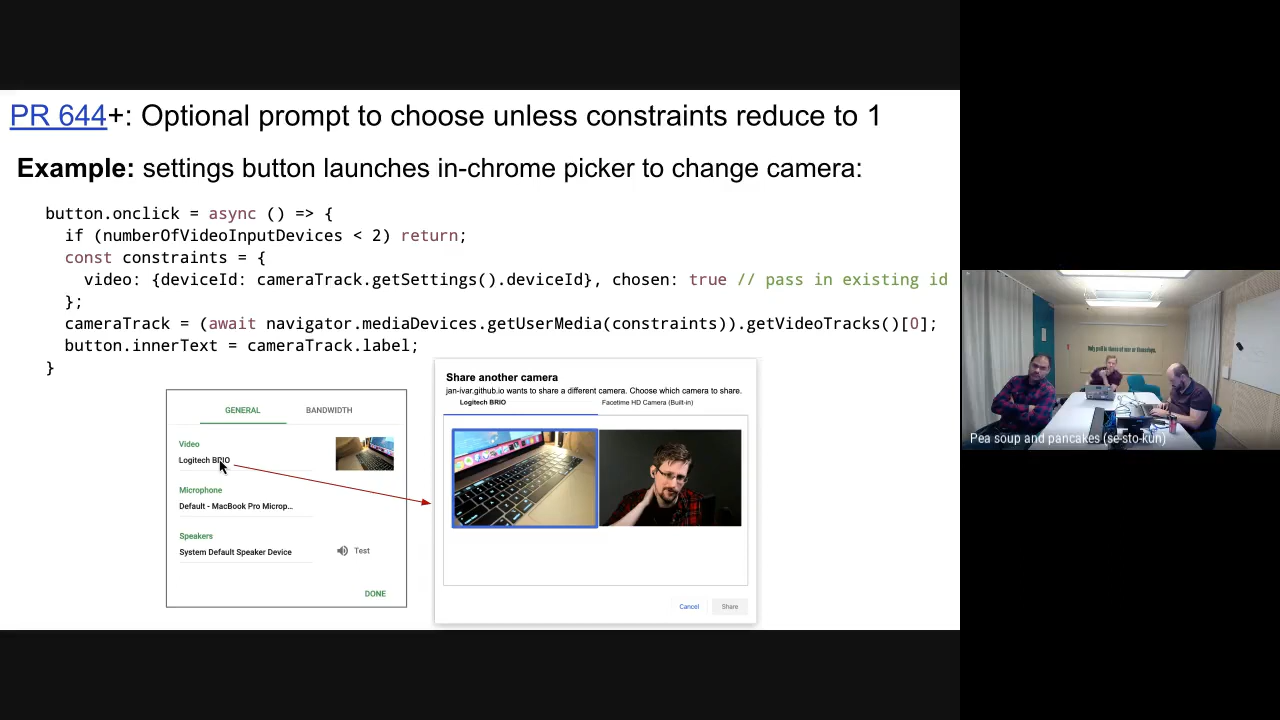 PR 644+: Optional prompt to choose unless constraints reduce to 1
Example: settings button launches in-chrome picker to change camera:
button.onclick = async () => {
if (numberOfVideoInputDevices < 2) return;
const constraints = {
video: {deviceId: cameraTrack.getSettings().deviceId}, chosen: true // pass in existing id
};
cameraTrack = (await navigator.mediaDevices.getUserMedia(constraints)).getVideoTracks()[0];
button.innerText = cameraTrack.label;
}
GENERAL BANDWIDTH
Video
Logitech BRIO
Microphone
Default - MacBook Pro Microp...
Speakers
System Default Speaker Device
Test
DONE
Share another camera
jan-ivar.github.io wants to share a different camera. Choose which camera to share.
Logitech BRIO Facetime HD Camera (Built-in)
Cancel Share
Pea soup and pancakes (se-sto-kun)